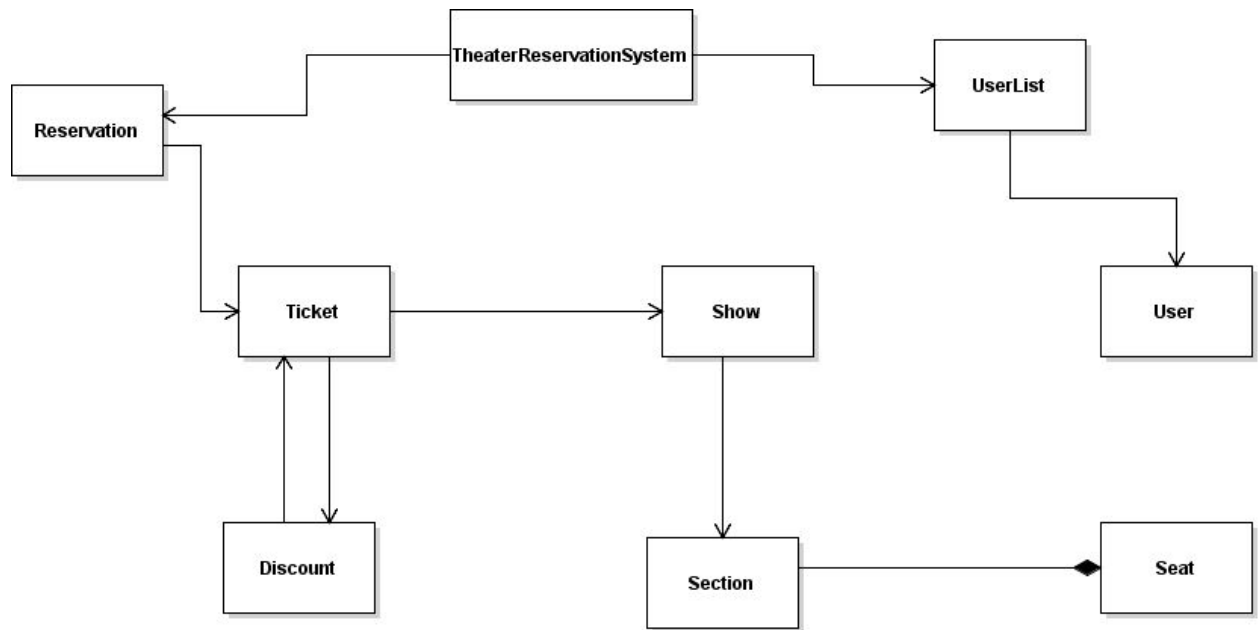 TheaterReservationSystem
UserList
Reservation
Ticket
Show
User
Discount
Section
Seat